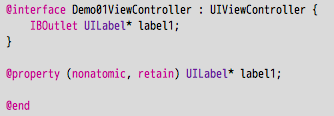 @interface Demo01ViewController : UIViewController {
    IBOutlet UILabel* label1;
}
@property (nonatomic, retain) UILabel* label1;
@end